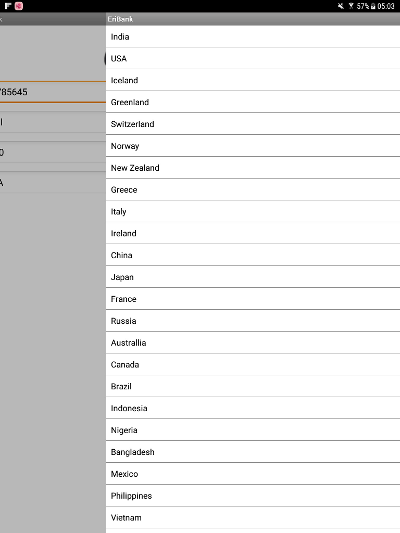 57% 05:03
EriBank
785645
0
A
India
USA
Iceland
Greenland
Switzerland
Norway
New Zealand
Greece
Italy
Ireland
China
Japan
France
Russia
Australlia
Canada
Brazil
Indonesia
Nigeria
Bangladesh
Mexico
Philippines
Vietnam